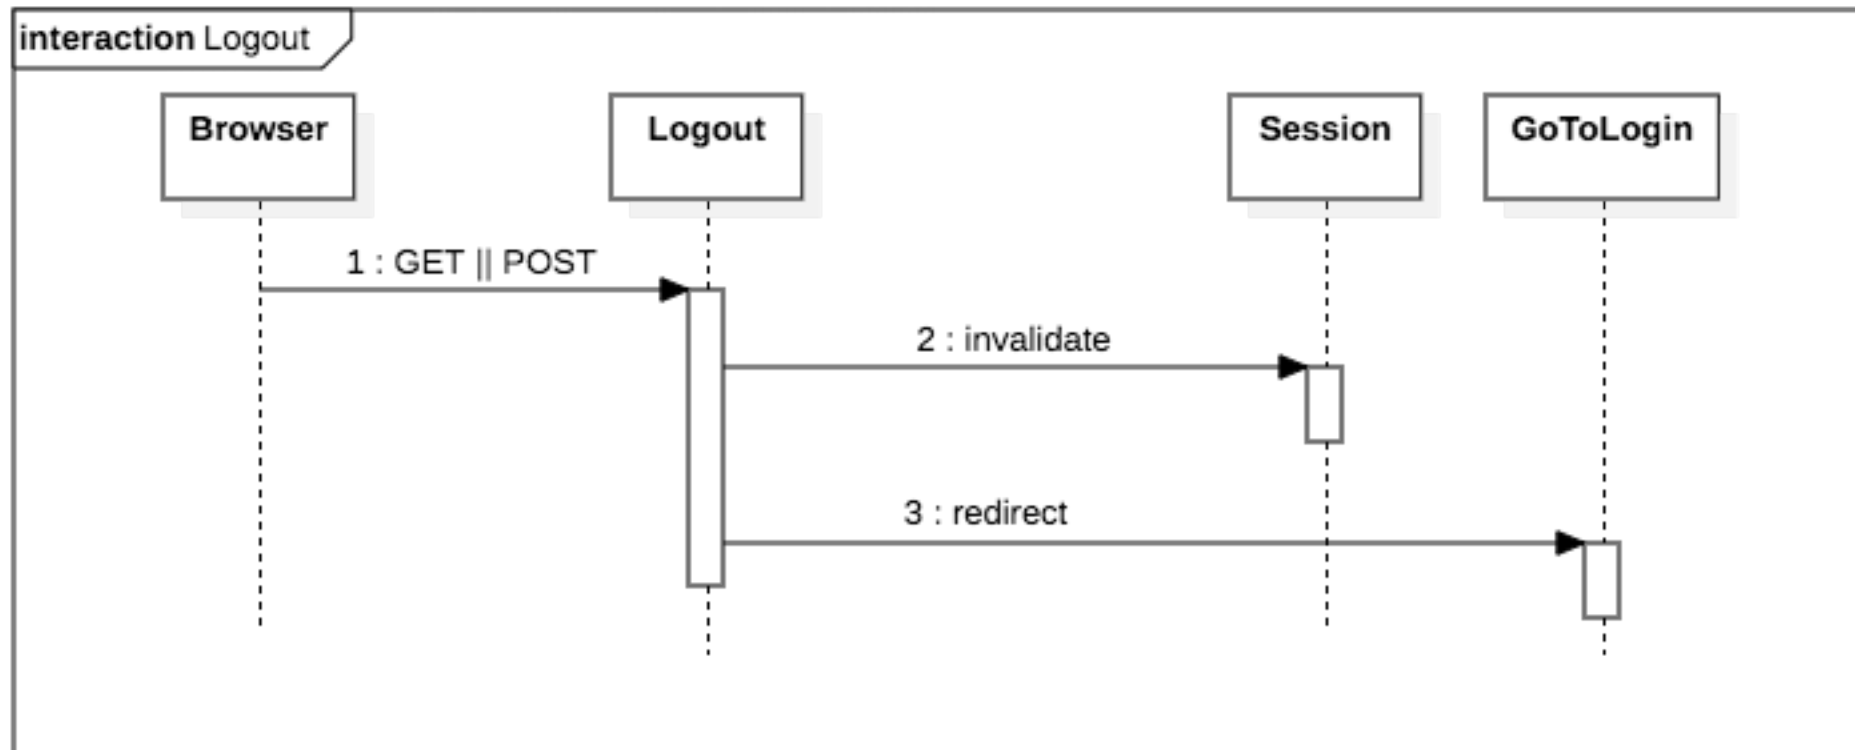 interaction Logout
Browser
Logout
Session
GoToLogin
1 : GET || POST
2 : invalidate
3 : redirect